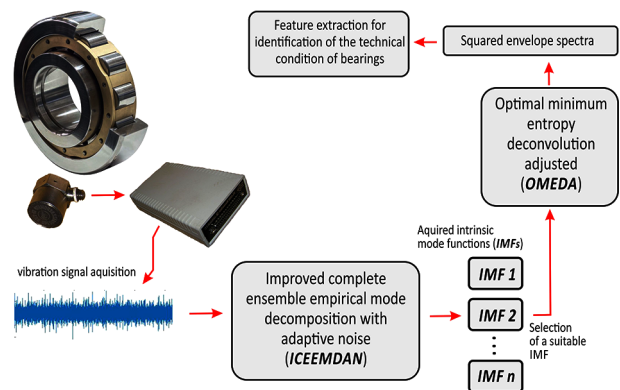 Feature extraction for
identification of the technical
condition of bearings
Squared envelope spectra
Optimal minimum
entropy
deconvolution
adjusted
(OMEDA)
Aquired intrinsic
mode functions (IMFs)
vibration signal aquisition
Improved complete
ensemble empirical mode
decomposition with
adaptive noise
(ICEEMDAN)
IMF 1
IMF 2
IMF n
Selection
of a suitable
IMF